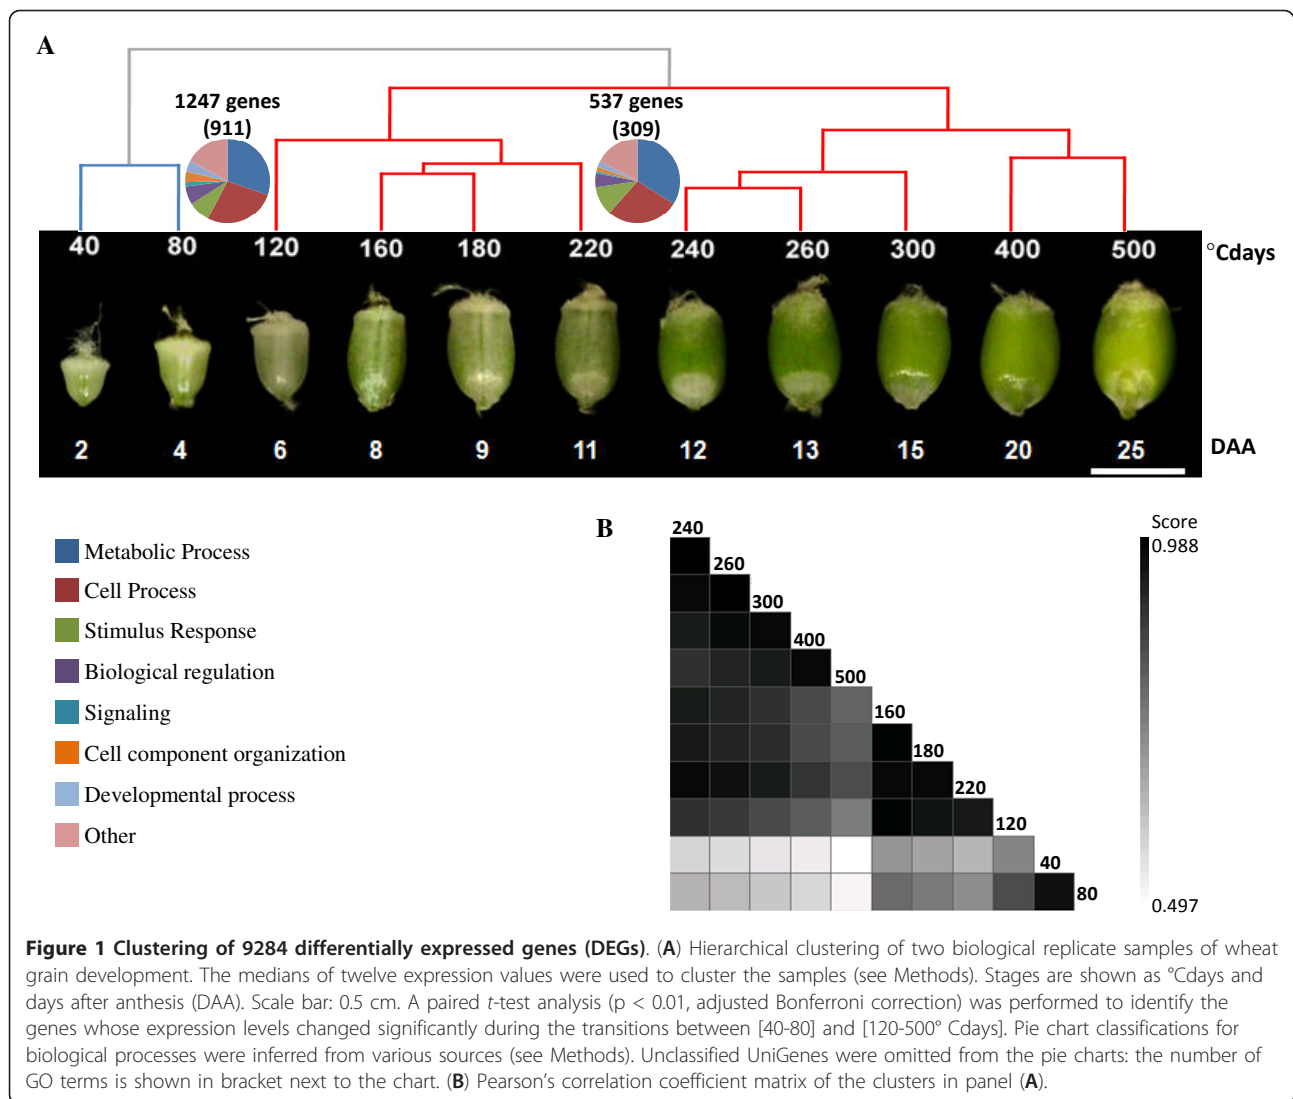 A
1247 genes
(911)
537 genes
(309)
40 80 120 160 180 220 240 260 300 400 500 °Cdays
2 4 6 8 9 11 12 13 15 20 25 DAA
Metabolic Process
Cell Process
Stimulus Response
Biological regulation
Signaling
Cell component organization
Developmental process
Other
B
240
260
300
400
500
160
180
220
120
40
80
Score
0.988
0.497
Figure 1 Clustering of 9284 differentially expressed genes (DEGs). (A) Hierarchical clustering of two biological replicate samples of wheat
grain development. The medians of twelve expression values were used to cluster the samples (see Methods). Stages are shown as °Cdays and
days after anthesis (DAA). Scale bar: 0.5 cm. A paired t-test analysis (p < 0.01, adjusted Bonferroni correction) was performed to identify the
genes whose expression levels changed significantly during the transitions between [40-80] and [120-500° Cdays]. Pie chart classifications for
biological processes were inferred from various sources (see Methods). Unclassified UniGenes were omitted from the pie charts: the number of
GO terms is shown in bracket next to the chart. (B) Pearson's correlation coefficient matrix of the clusters in panel (A).